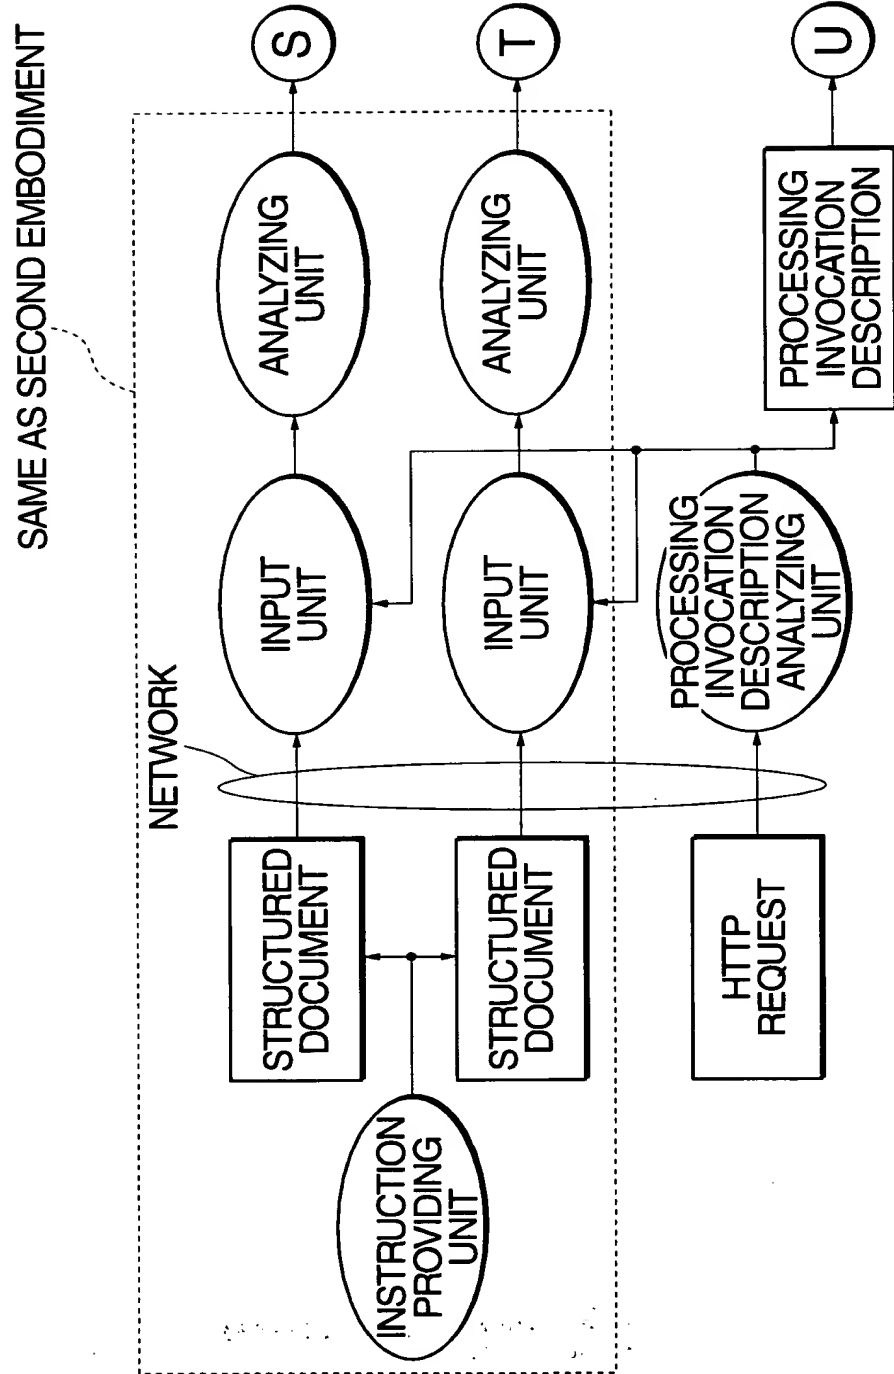 SAME AS SECOND EMBODIMENT
NETWORK
INSTRUCTION
PROVIDING
UNIT
STRUCTURED
DOCUMENT
INPUT
UNIT
ANALYZING
UNIT
S
STRUCTURED
DOCUMENT
INPUT
UNIT
ANALYZING
UNIT
T
HTTP
REQUEST
PROCESSING
INVOCATION
DESCRIPTION
ANALYZING
UNIT
PROCESSING
INVOCATION
DESCRIPTION
U